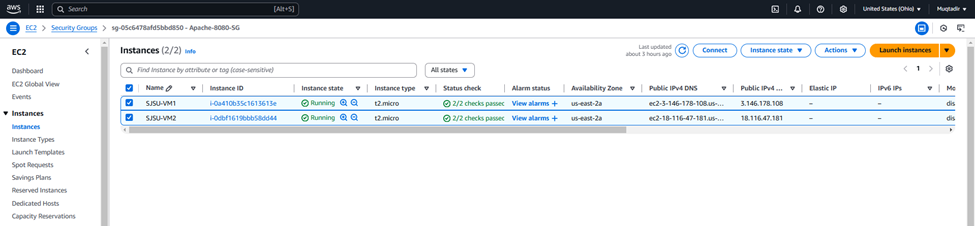 aws
Search [Alt+S]
United States (Ohio) Muqtadir
EC2 > Security Groups > sg-05c6478afd5bbd850 - Apache-8080-SG
EC2
Dashboard
EC2 Global View
Events
Instances
Instances
Instance Types
Launch Templates
Spot Requests
Savings Plans
Reserved Instances
Dedicated Hosts
Capacity Reservations
Instances (2/2) Info
Last updated
about 3 hours ago
Connect Instance state Actions Launch instances
Find Instance by attribute or tag (case-sensitive) All states
1
Name Instance ID Instance state Instance type Status check Alarm status Availability Zone Public IPv4 DNS Public IPv4 ... Elastic IP IPv6 IPs Mo
SJSU-VM1 i-0a410b35c1613613e Running t2.micro 2/2 checks passed View alarms + us-east-2a ec2-3-146-178-108.us-... 3.146.178.108 – – dis
SJSU-VM2 i-0dbf1619bbb58dd44 Running t2.micro 2/2 checks passed View alarms + us-east-2a ec2-18-116-47-181.us-... 18.116.47.181 – – dis